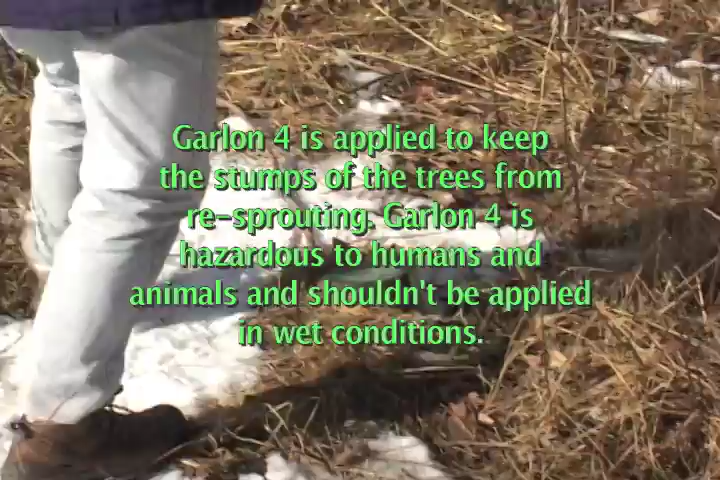 Garlon 4 is applied to keep
the stumps of the trees from
re-sprouting. Garlon 4 is
hazardous to humans and
animals and shouldn't be applied
in wet conditions.